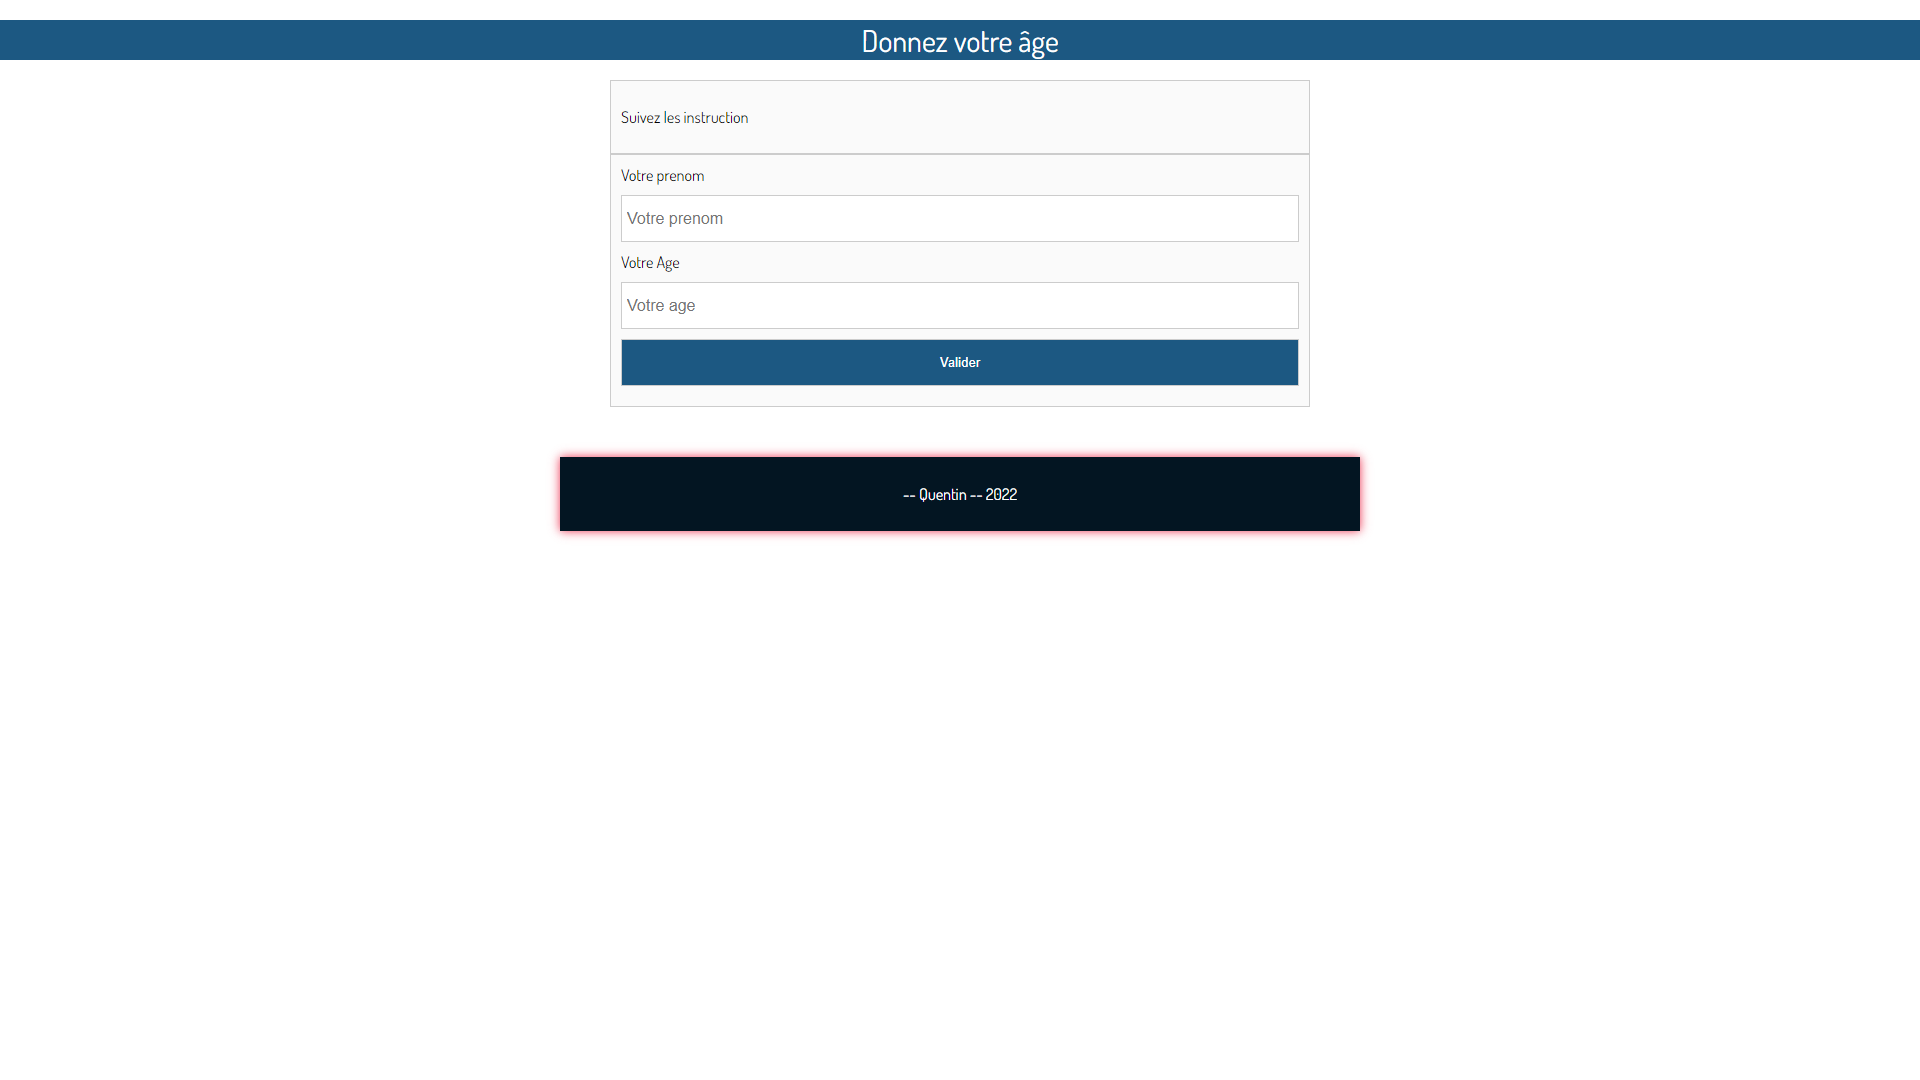 Donnez votre âge
Suivez les instruction
Votre prenom
Votre prenom
Votre Age
Votre age
Valider
-- Quentin -- 2022